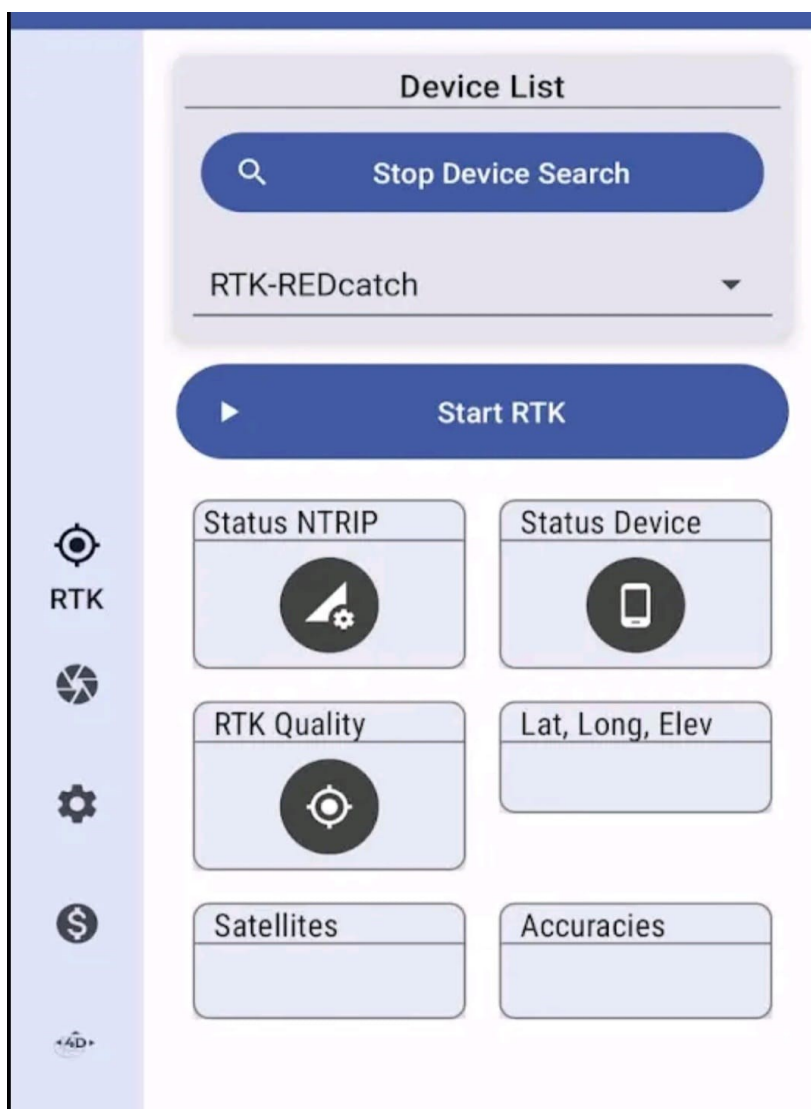 Device List
Stop Device Search
RTK-REDcatch
Start RTK
Status NTRIP
Status Device
RTK
RTK Quality
Lat, Long, Elev
Satellites
Accuracies
4D